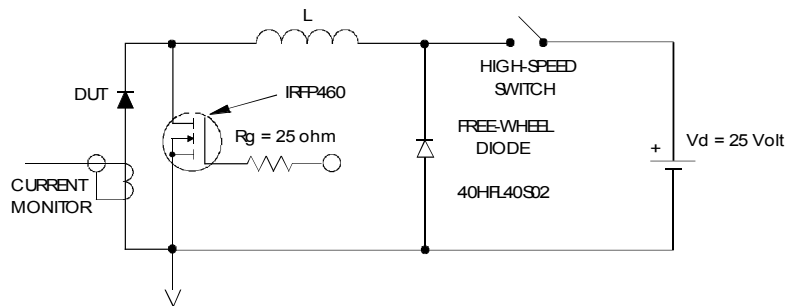 L
HIGH-SPEED
SWITCH
DUT
IRFP460
Rg = 25 ohm
FREE-WHEEL
DIODE
+
Vd = 25 Volt
CURRENT
MONITOR
40HFL40S02